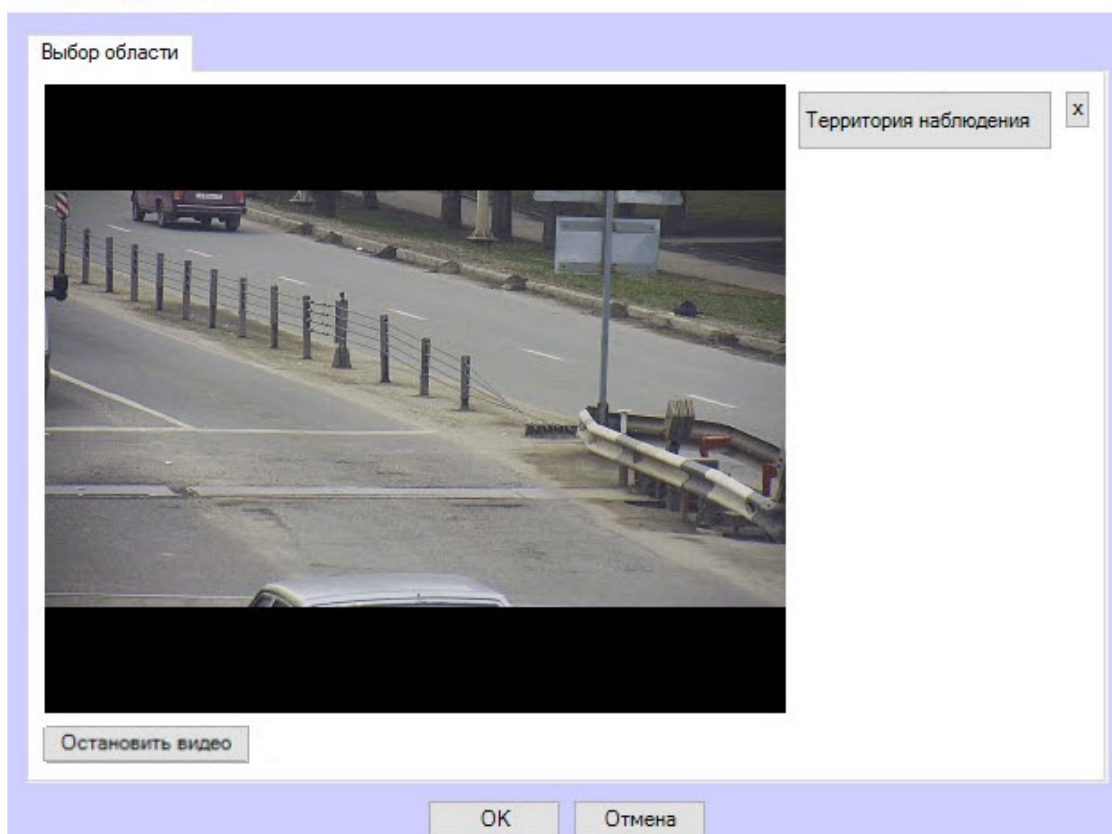 Выбор области
Территория наблюдения
x
Остановить видео
OK
Отмена